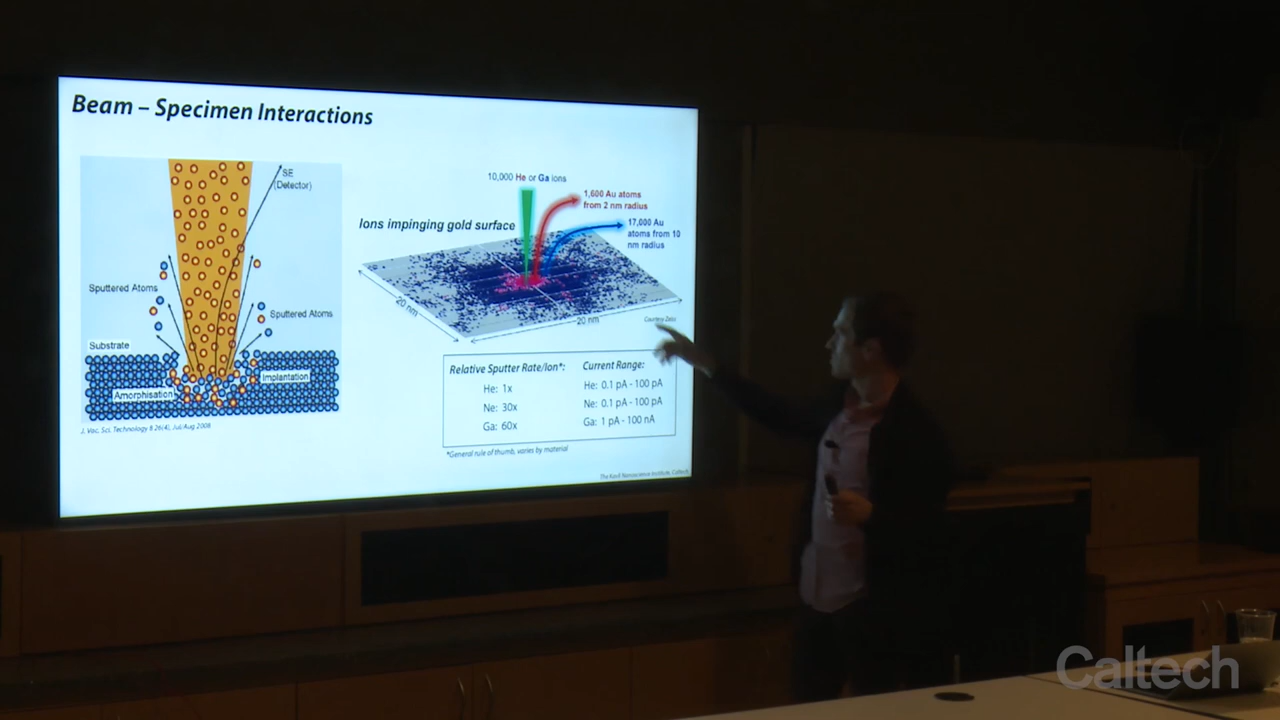 Beam – Specimen Interactions
SE
(Detector)
Sputtered Atoms
Sputtered Atoms
Substrate
Implantation
Amorphisation
J. Vac. Sci. Technology B 26(4), Jul/Aug 2008
10,000 He or Ga ions
1,600 Au atoms
from 2 nm radius
17,000 Au
atoms from 10
nm radius
Ions impinging gold surface
20 nm
20 nm
Courtesy Zeiss
Relative Sputter Rate/Ion*:
He: 1x
Ne: 30x
Ga: 60x
Current Range:
He: 0.1 pA - 100 pA
Ne: 0.1 pA - 100 pA
Ga: 1 pA - 100 nA
*General rule of thumb, varies by material
The Kavli Nanoscience Institute, Caltech
Caltech